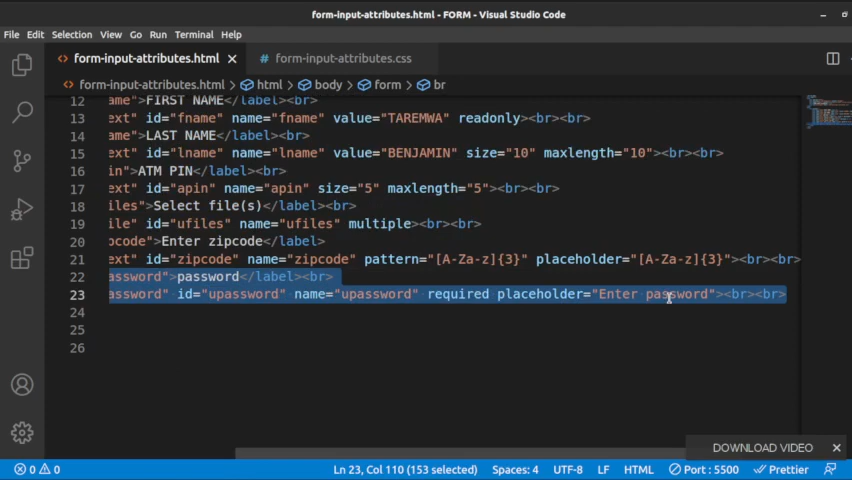 form-input-attributes.html - FORM - Visual Studio Code
File Edit Selection View Go Run Terminal Help
<> form-input-attributes.html × # form-input-attributes.css
<> form-input-attributes.html > html > body > form > br
12 ame">FIRST NAME</label><br>
13 ext" id="fname" name="fname" value="TAREMWA" readonly><br><br>
14 ame">LAST NAME</label><br>
15 ext" id="lname" name="lname" value="BENJAMIN" size="10" maxlength="10"><br><br>
16 in">ATM PIN</label><br>
17 ext" id="apin" name="apin" size="5" maxlength="5"><br><br>
18 iles">Select file(s)</label><br>
19 ile" id="ufiles" name="ufiles" multiple><br><br>
20 pcode">Enter zipcode</label>
21 ext" id="zipcode" name="zipcode" pattern="[A-Za-z]{3}" placeholder="[A-Za-z]{3}"><br><br>
22 assword">password</label><br>
23 assword" id="upassword" name="upassword" required placeholder="Enter password"><br><br>
24
25
26
DOWNLOAD VIDEO ×
0 0 Ln 23, Col 110 (153 selected) Spaces: 4 UTF-8 LF HTML Port : 5500 Prettier